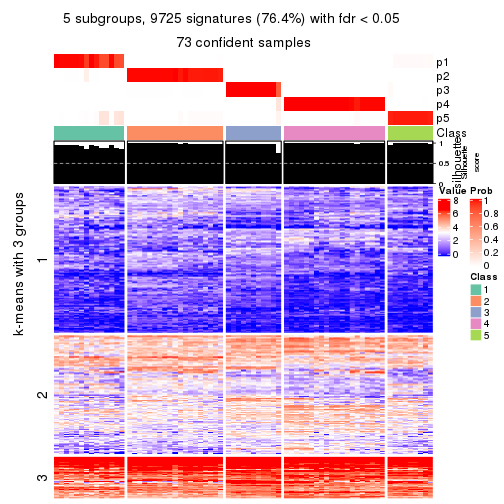 5 subgroups, 9725 signatures (76.4%) with fdr < 0.05
73 confident samples
p1
p2
p3
p4
p5
Class
1
0.5
0
silhouette
Silhouette
score
k-means with 3 groups
1
2
3
Value
8
6
4
2
0
Prob
1
0.8
0.6
0.4
0.2
0
Class
1
2
3
4
5